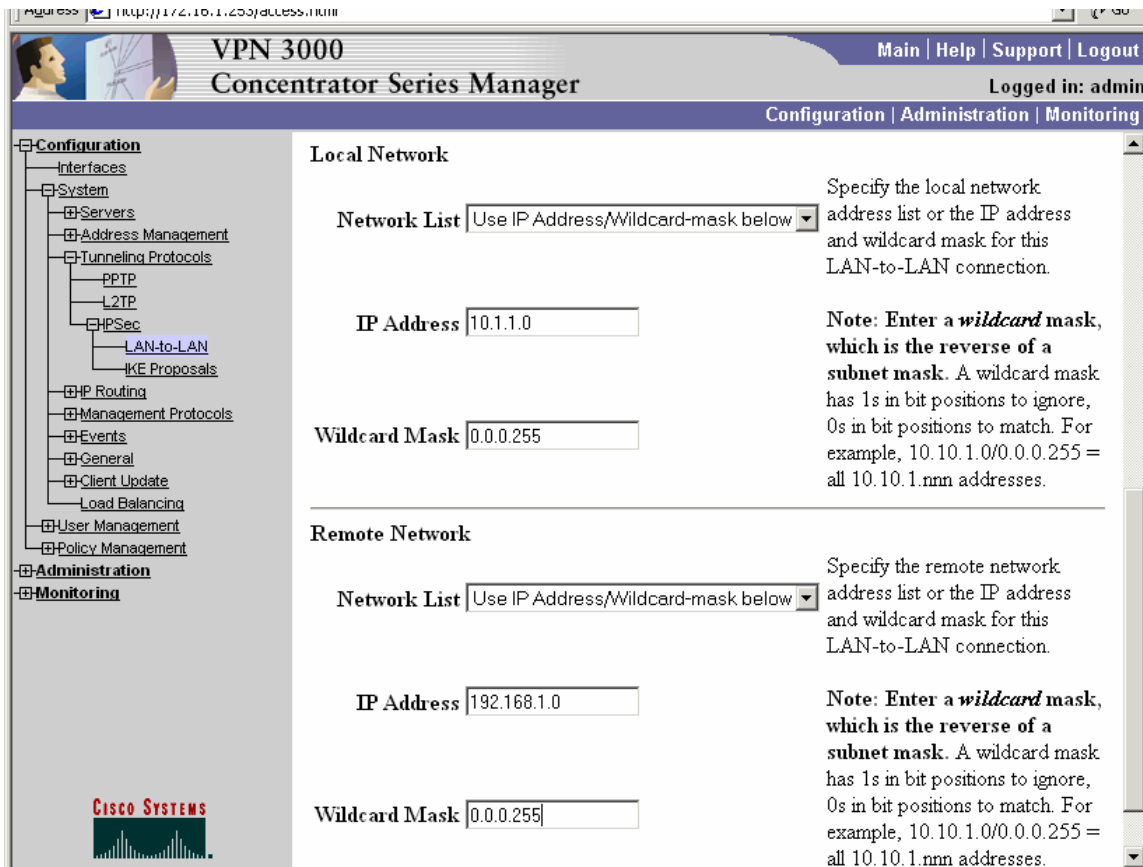 Address http://172.16.1.253/access.html Go
VPN 3000
Concentrator Series Manager
Main | Help | Support | Logout
Logged in: admin
Configuration | Administration | Monitoring
Configuration
Interfaces
System
Servers
Address Management
Tunneling Protocols
PPTP
L2TP
IPSec
LAN-to-LAN
IKE Proposals
IP Routing
Management Protocols
Events
General
Client Update
Load Balancing
User Management
Policy Management
Administration
Monitoring
CISCO SYSTEMS
Local Network
Network List Use IP Address/Wildcard-mask below
Specify the local network
address list or the IP address
and wildcard mask for this
LAN-to-LAN connection.
IP Address 10.1.1.0
Wildcard Mask 0.0.0.255
Note: Enter a wildcard mask,
which is the reverse of a
subnet mask. A wildcard mask
has 1s in bit positions to ignore,
0s in bit positions to match. For
example, 10.10.1.0/0.0.0.255 =
all 10.10.1.nnn addresses.
Remote Network
Network List Use IP Address/Wildcard-mask below
Specify the remote network
address list or the IP address
and wildcard mask for this
LAN-to-LAN connection.
IP Address 192.168.1.0
Wildcard Mask 0.0.0.255
Note: Enter a wildcard mask,
which is the reverse of a
subnet mask. A wildcard mask
has 1s in bit positions to ignore,
0s in bit positions to match. For
example, 10.10.1.0/0.0.0.255 =
all 10.10.1.nnn addresses.